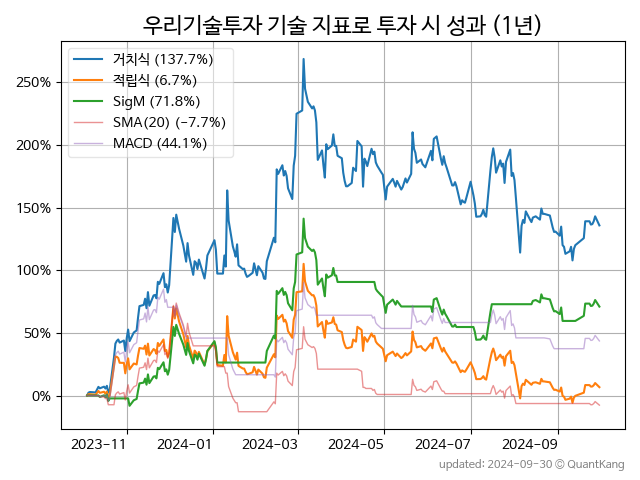 우리기술투자 기술 지표로 투자 시 성과 (1년)
거치식 (137.7%)
적립식 (6.7%)
SigM (71.8%)
SMA(20) (-7.7%)
MACD (44.1%)
250%
200%
150%
100%
50%
0%
2023-11 2024-01 2024-03 2024-05 2024-07 2024-09
updated: 2024-09-30 © QuantKang